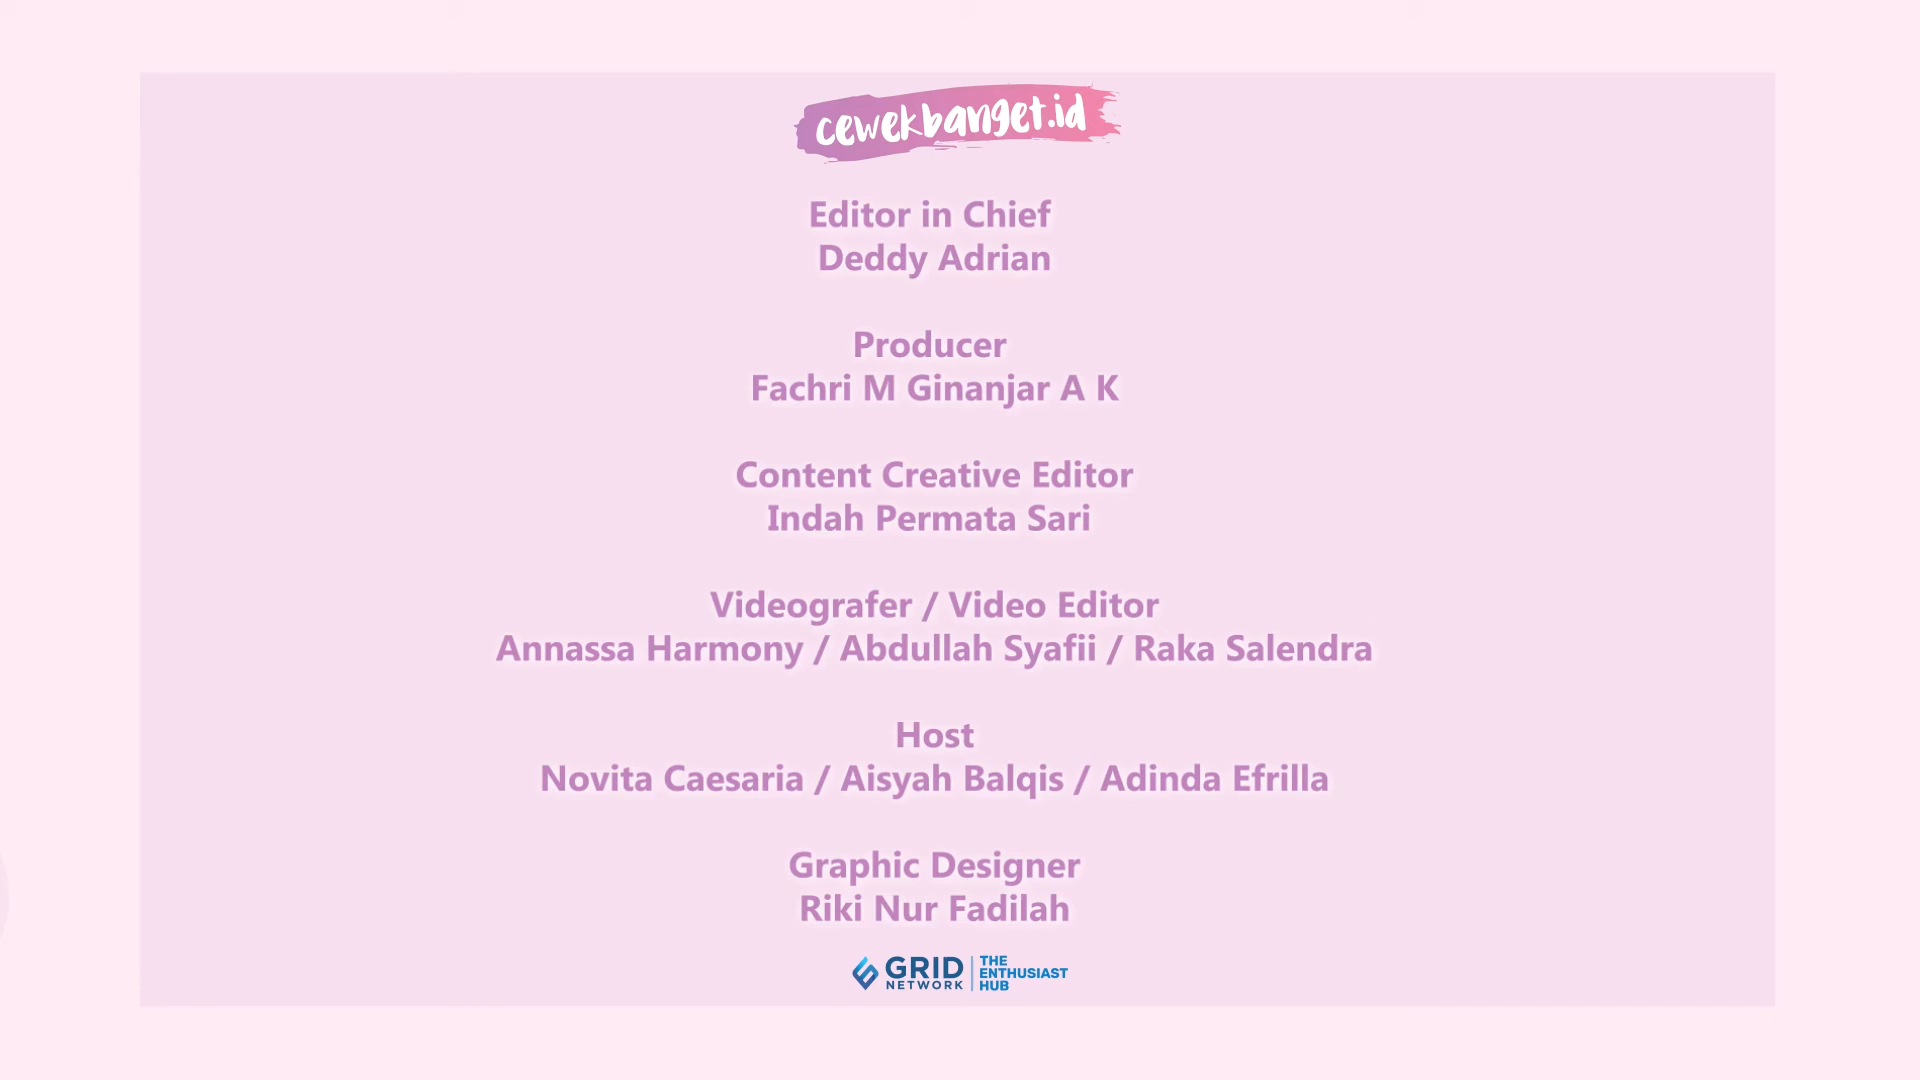 cewekbanget.id
Editor in Chief
Deddy Adrian
Producer
Fachri M Ginanjar A K
Content Creative Editor
Indah Permata Sari
Videografer / Video Editor
Annassa Harmony / Abdullah Syafii / Raka Salendra
Host
Novita Caesaria / Aisyah Balqis / Adinda Efrilla
Graphic Designer
Riki Nur Fadilah
GRID NETWORK
THE ENTHUSIAST HUB